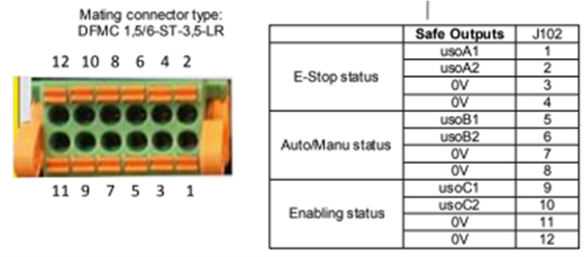 Mating connector type:
DFMC 1,5/6-ST-3,5-LR
12 10 8 6 4 2
11 9 7 5 3 1
Safe Outputs J102
E-Stop status
usoA1 1
usoA2 2
0V 3
0V 4
Auto/Manu status
usoB1 5
usoB2 6
0V 7
0V 8
Enabling status
usoC1 9
usoC2 10
0V 11
0V 12